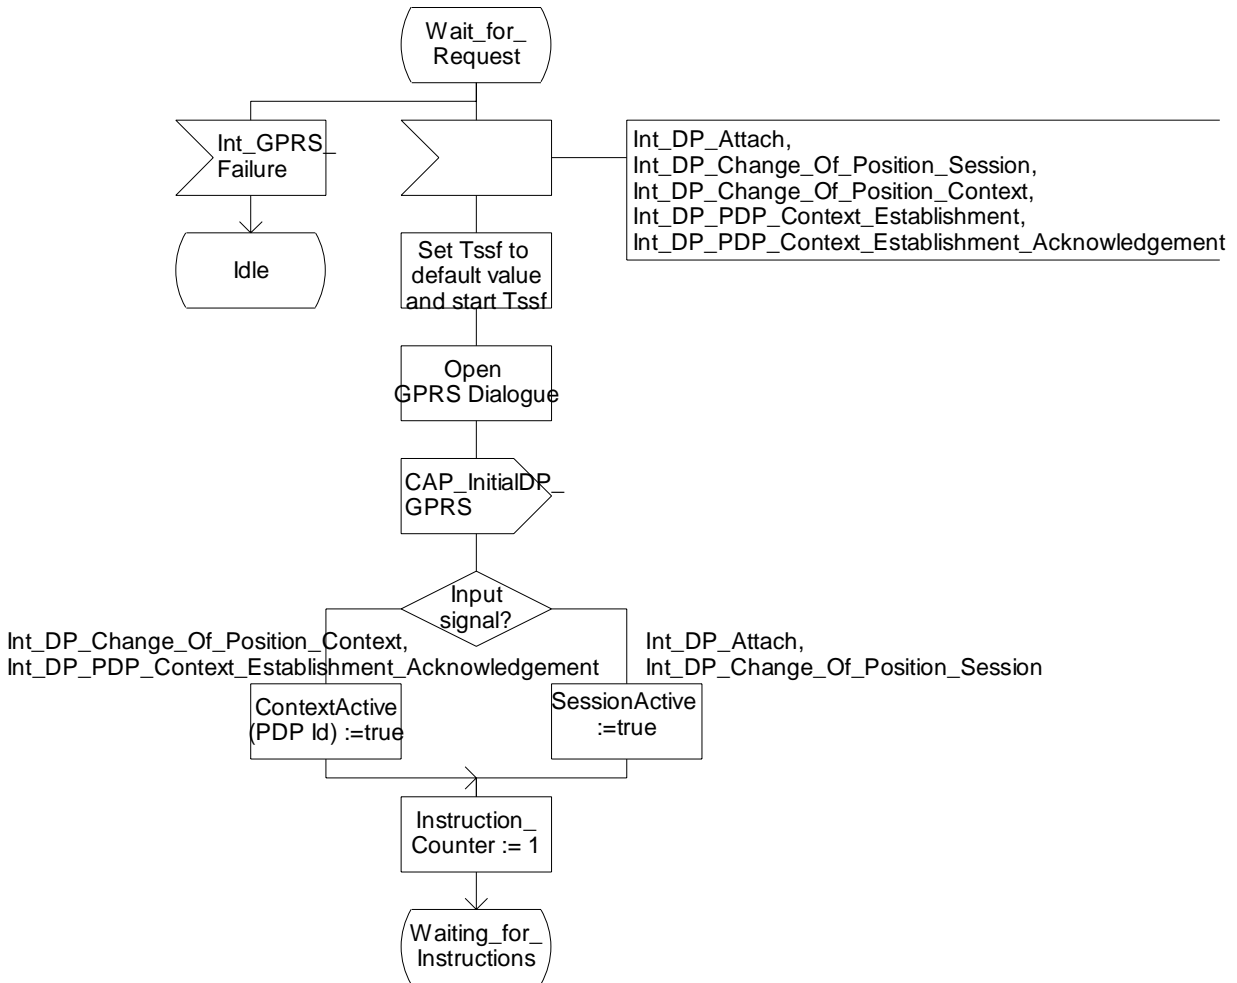 Wait_for_
Request
Int_GPRS_
Failure
Int_DP_Attach,
Int_DP_Change_Of_Position_Session,
Int_DP_Change_Of_Position_Context,
Int_DP_PDP_Context_Establishment,
Int_DP_PDP_Context_Establishment_Acknowledgement
Idle
Set Tssf to
default value
and start Tssf
Open
GPRS Dialogue
CAP_InitialDP_
GPRS
Input
signal?
Int_DP_Change_Of_Position_Context,
Int_DP_PDP_Context_Establishment_Acknowledgement
Int_DP_Attach,
Int_DP_Change_Of_Position_Session
ContextActive
(PDP Id) :=true
SessionActive
:=true
Instruction_
Counter := 1
Waiting_for_
Instructions